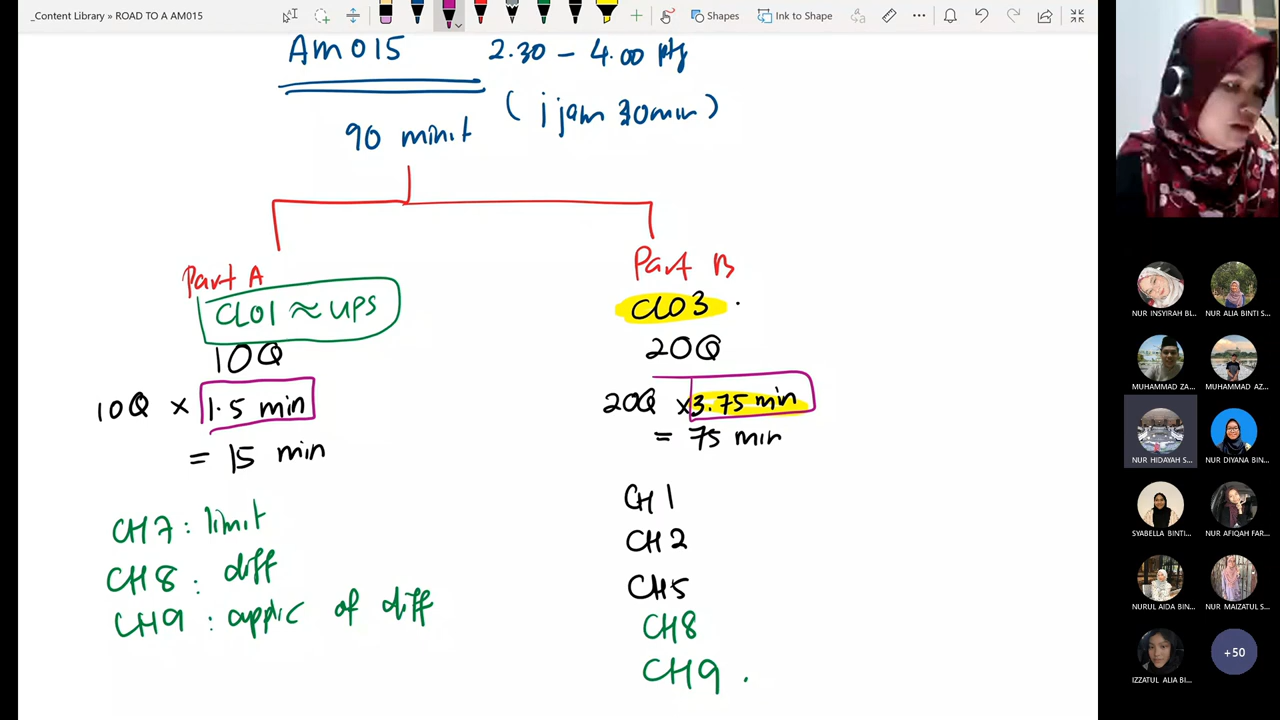 _Content Library » ROAD TO A AM015
Shapes
Ink to Shape
AM015 2.30 – 4.00 ptg
(1 jam 30min)
90 minit
Part A
CLO1 ≈ UPS
10Q
10Q × 1.5 min
= 15 min
CH7 : limit
CH8 : diff
CH9 : applic of diff
Part B
CLO3
20Q
20Q × 3.75 min
= 75 min
CH 1
CH 2
CH5
CH8
CH9
NUR INSYIRAH BI...
NUR ALIA BINTI S...
MUHAMMAD ZA...
MUHAMMAD AZ...
NUR HIDAYAH S...
NUR DIYANA BIN...
SYABELLA BINTI...
NUR AFIQAH FAR...
NURUL AIDA BIN...
NUR MAIZATUL S...
IZZATUL ALIA BI...
+50